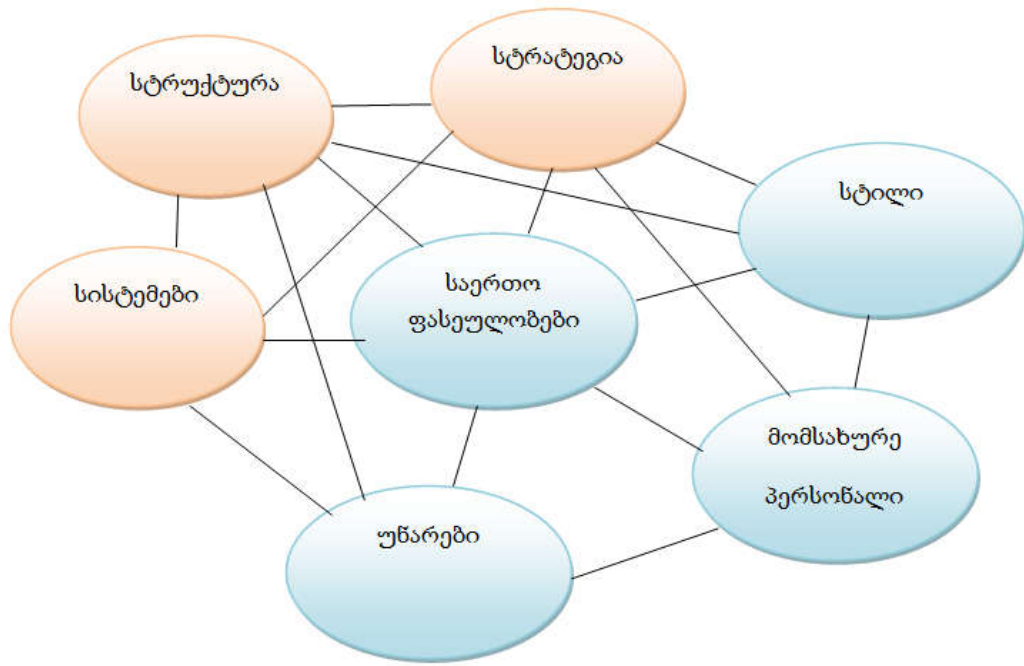 სტრუქტურა
სტრატეგია
სტილი
სისტემები
საერთო
ფასეულობები
მომსახურე
პერსონალი
უნარები